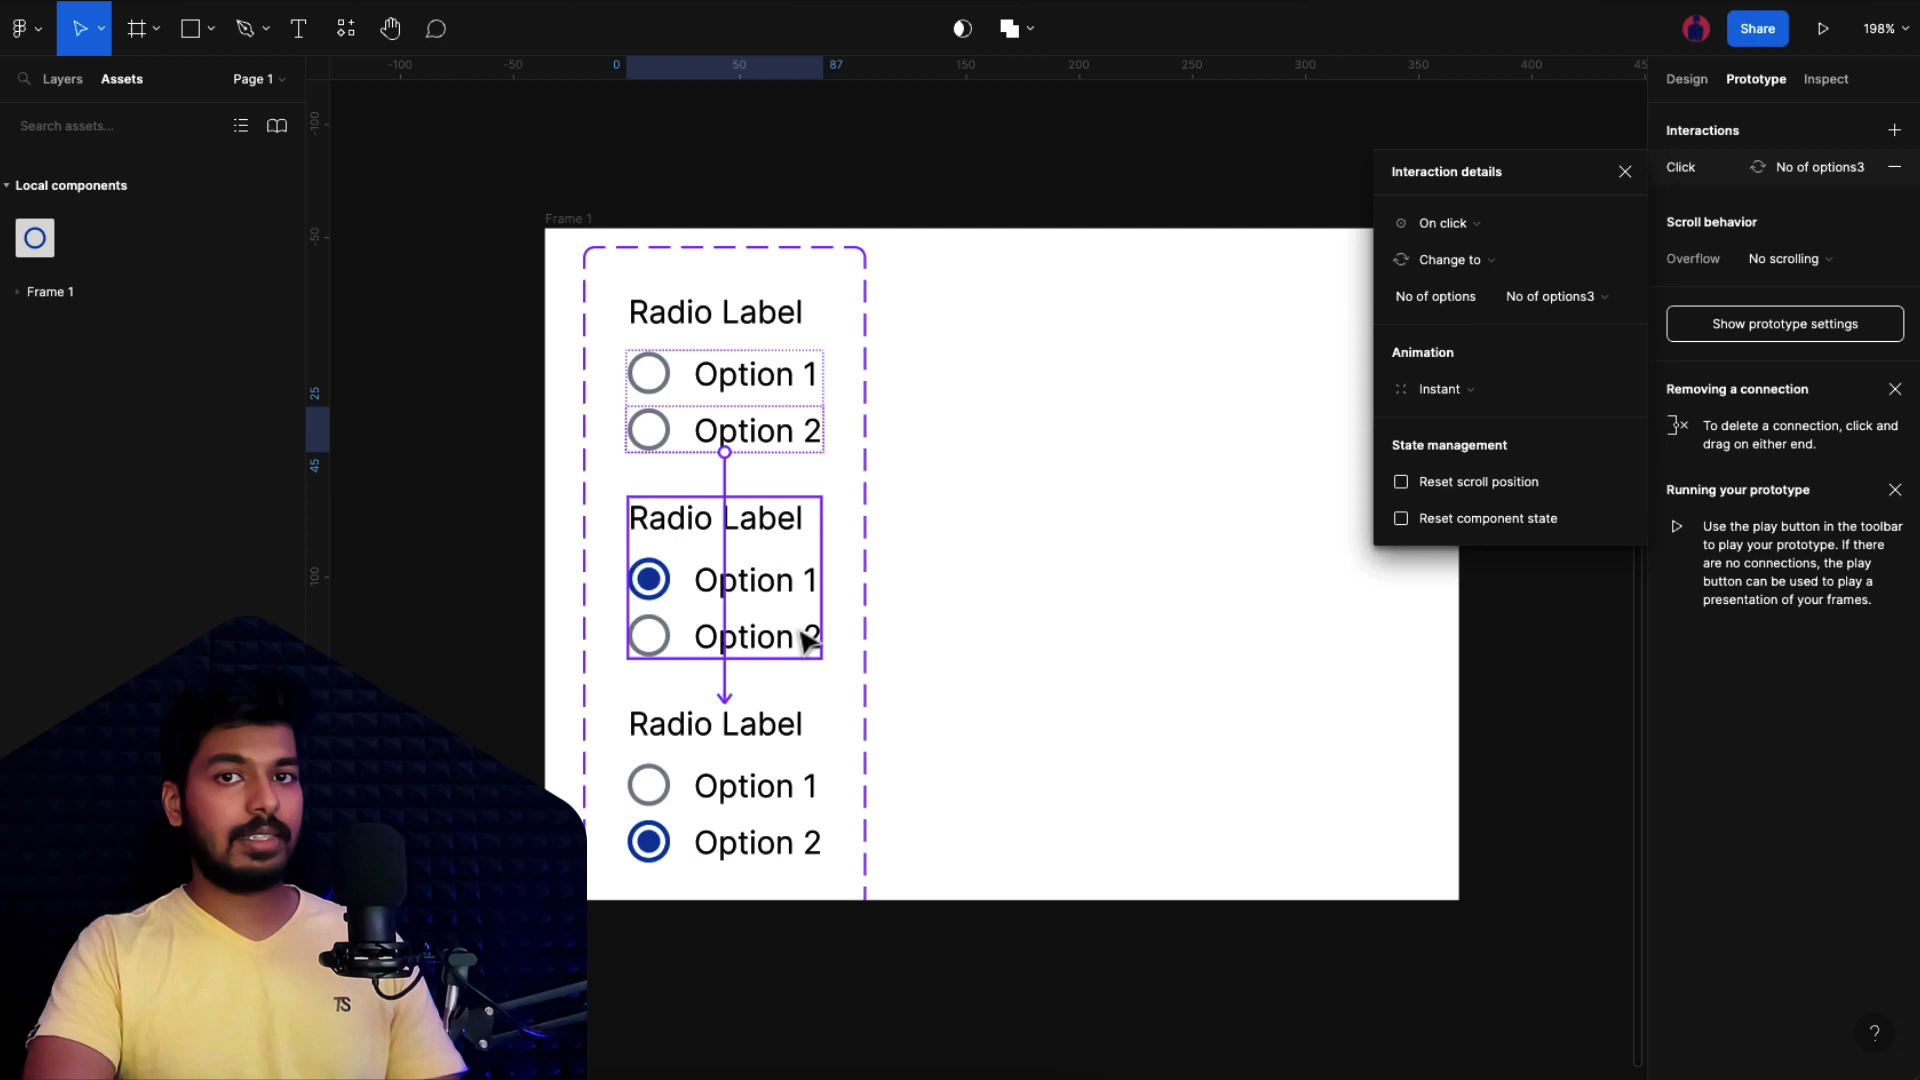 Share
198%
Layers
Assets
Page 1
-100
-50
0
50
87
150
200
250
300
350
400
45
Design
Prototype
Inspect
Search assets...
Local components
Frame 1
-100
-50
25
45
100
Frame 1
Radio Label
Option 1
Option 2
Radio Label
Option 1
Option 2
Radio Label
Option 1
Option 2
Interaction details
On click
Change to
No of options
No of options3
Animation
Instant
State management
Reset scroll position
Reset component state
Interactions
Click
No of options3
Scroll behavior
Overflow
No scrolling
Show prototype settings
Removing a connection
To delete a connection, click and
drag on either end.
Running your prototype
Use the play button in the toolbar
to play your prototype. If there
are no connections, the play
button can be used to play a
presentation of your frames.
TS
?